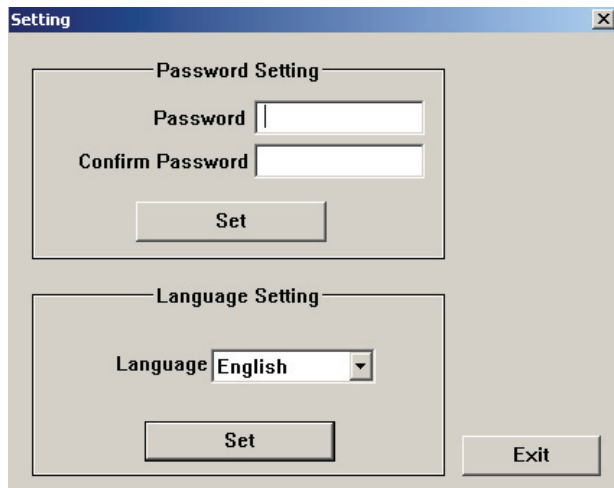 Setting
Password Setting
Password
Confirm Password
Set
Language Setting
Language English
Set
Exit